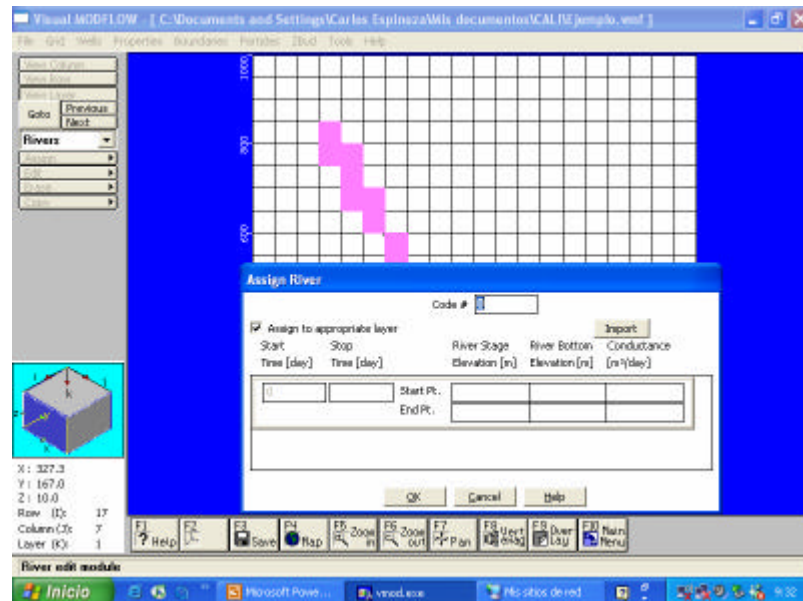 Visual MODFLOW - [ C:\Documents and Settings\Carlos Espinoza\Mis documentos\CALI\Ejemplo.vmf ]
File Grid Wells Properties Boundaries Particles ZBud Tools Help
View Column
View Row
View Layer
Goto Previous
Next
Rivers
Assign
Edit
Erase
Copy
1000
800
600
Assign River
Code # 0
Assign to appropriate layer
Import
Start Stop River Stage River Bottom Conductance
Time [day] Time [day] Elevation [m] Elevation [m] [m²/day]
0 Start Pt.
End Pt.
OK Cancel Help
X: 327.3
Y: 167.0
Z: 10.0
Row (I): 17
Column (J): 7
Layer (K): 1
F1 Help F2 F3 Save F4 Map F5 Zoom in F6 Zoom out F7 Pan F8 Vert exag F9 Over Lay F10 Main Menu
River edit module
Inicio Microsoft Powe... vmod.exe Mis sitios de red 9:32